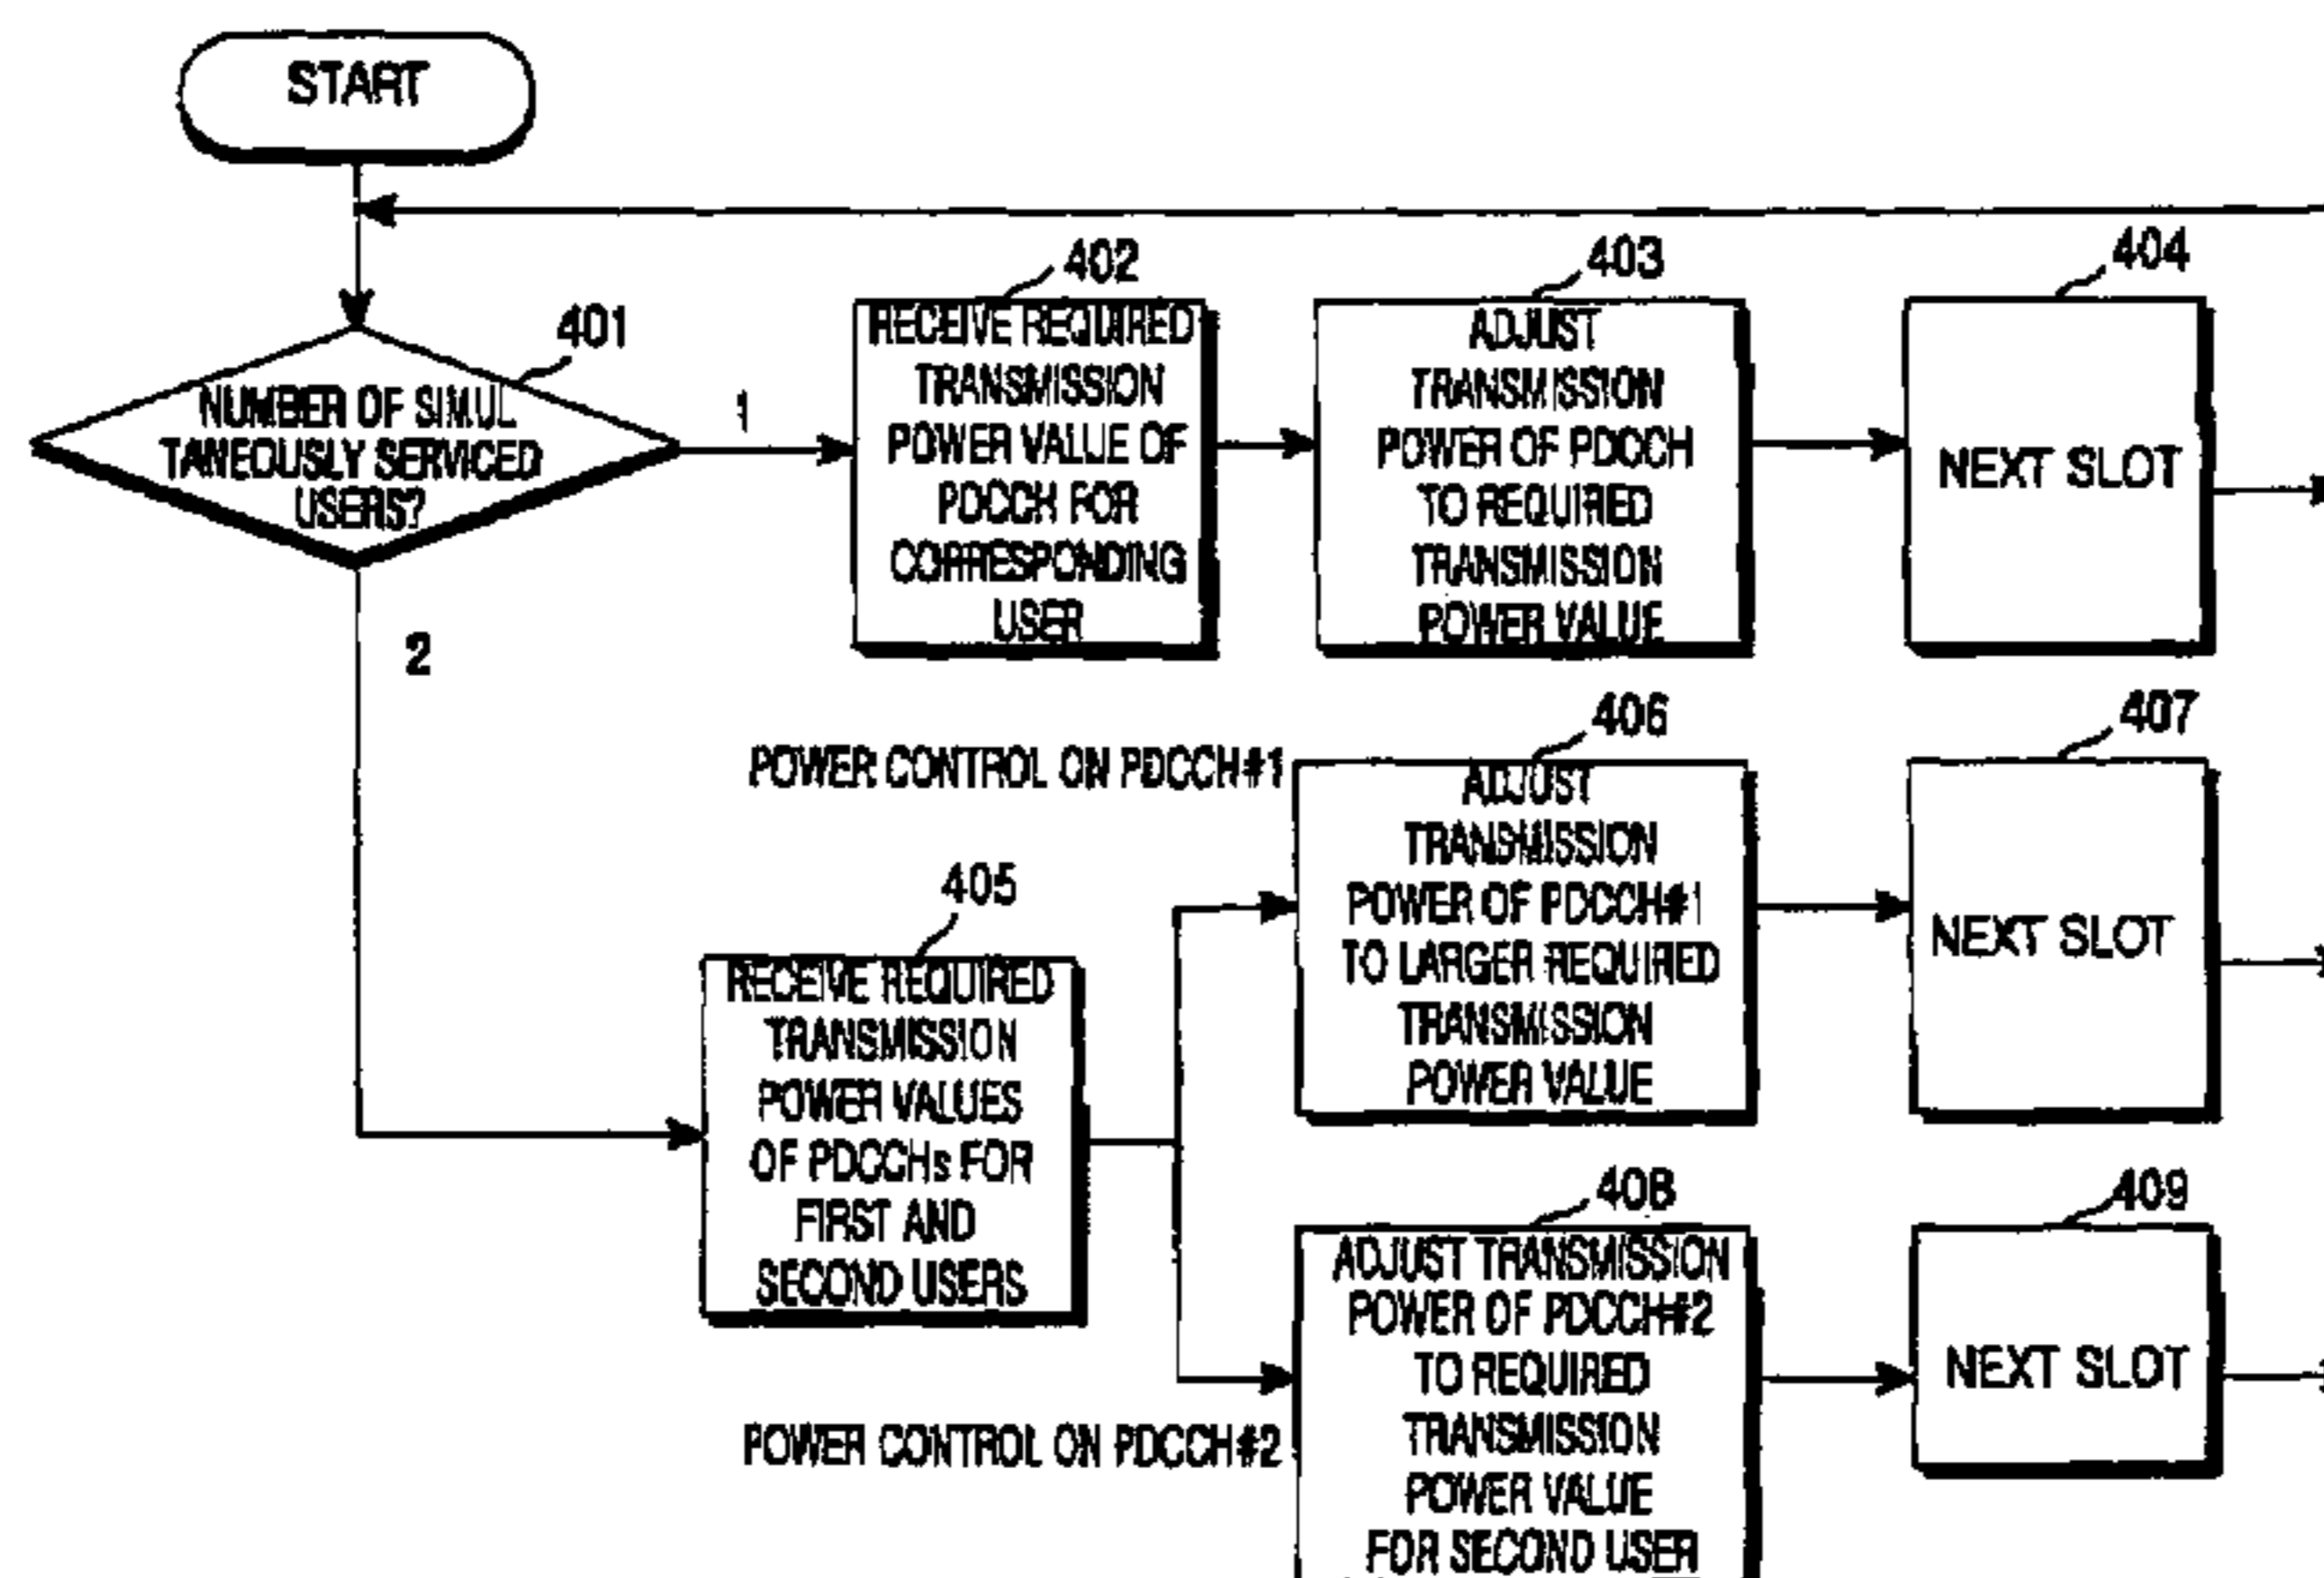 START
401
NUMBER OF SIMUL
TANEOUSLY SERVICED
USERS?
1
2
402
RECEIVE REQUIRED
TRANSMISSION
POWER VALUE OF
PDCCH FOR
CORRESPONDING
USER
403
ADJUST
TRANSMISSION
POWER OF PDCCH
TO REQUIRED
TRANSMISSION
POWER VALUE
404
NEXT SLOT
405
RECEIVE REQUIRED
TRANSMISSION
POWER VALUES
OF PDCCHs FOR
FIRST AND
SECOND USERS
POWER CONTROL ON PDCCH#1
406
ADJUST
TRANSMISSION
POWER OF PDCCH#1
TO LARGER REQUIRED
TRANSMISSION
POWER VALUE
407
NEXT SLOT
POWER CONTROL ON PDCCH#2
408
ADJUST TRANSMISSION
POWER OF PDCCH#2
TO REQUIRED
TRANSMISSION
POWER VALUE
FOR SECOND USER
409
NEXT SLOT